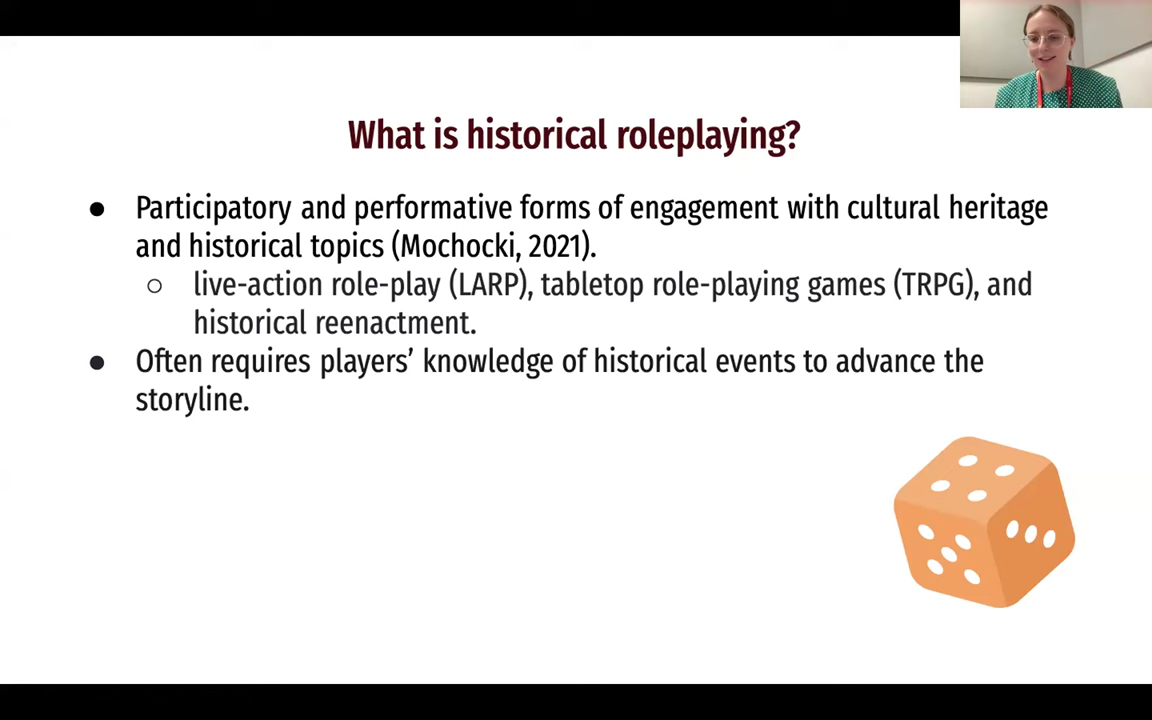 What is historical roleplaying?
● Participatory and performative forms of engagement with cultural heritage
and historical topics (Mochocki, 2021).
○ live-action role-play (LARP), tabletop role-playing games (TRPG), and
historical reenactment.
● Often requires players’ knowledge of historical events to advance the
storyline.